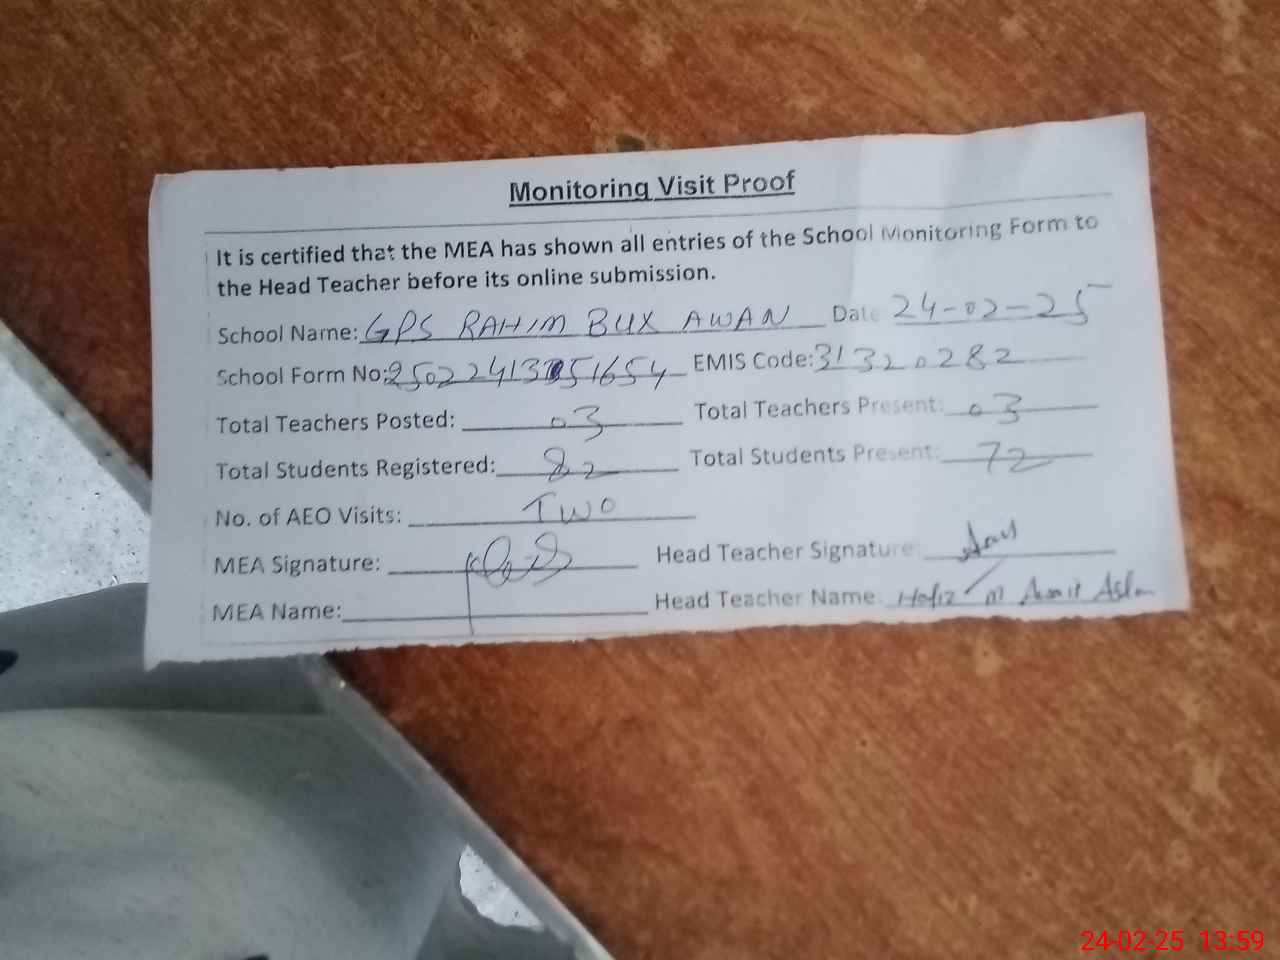 Monitoring Visit Proof
It is certified that the MEA has shown all entries of the School Monitoring Form to
the Head Teacher before its online submission.
School Name: GPS RAHIM BUX AWAN Date 24-02-25
School Form No: EMIS Code: 31320282
Total Teachers Posted: 03 Total Teachers Present: 03
Total Students Registered: 82 Total Students Present: 72
No. of AEO Visits: TWO
MEA Signature: Head Teacher Signature:
MEA Name: Head Teacher Name: Hafiz M
24-02-25 13:59